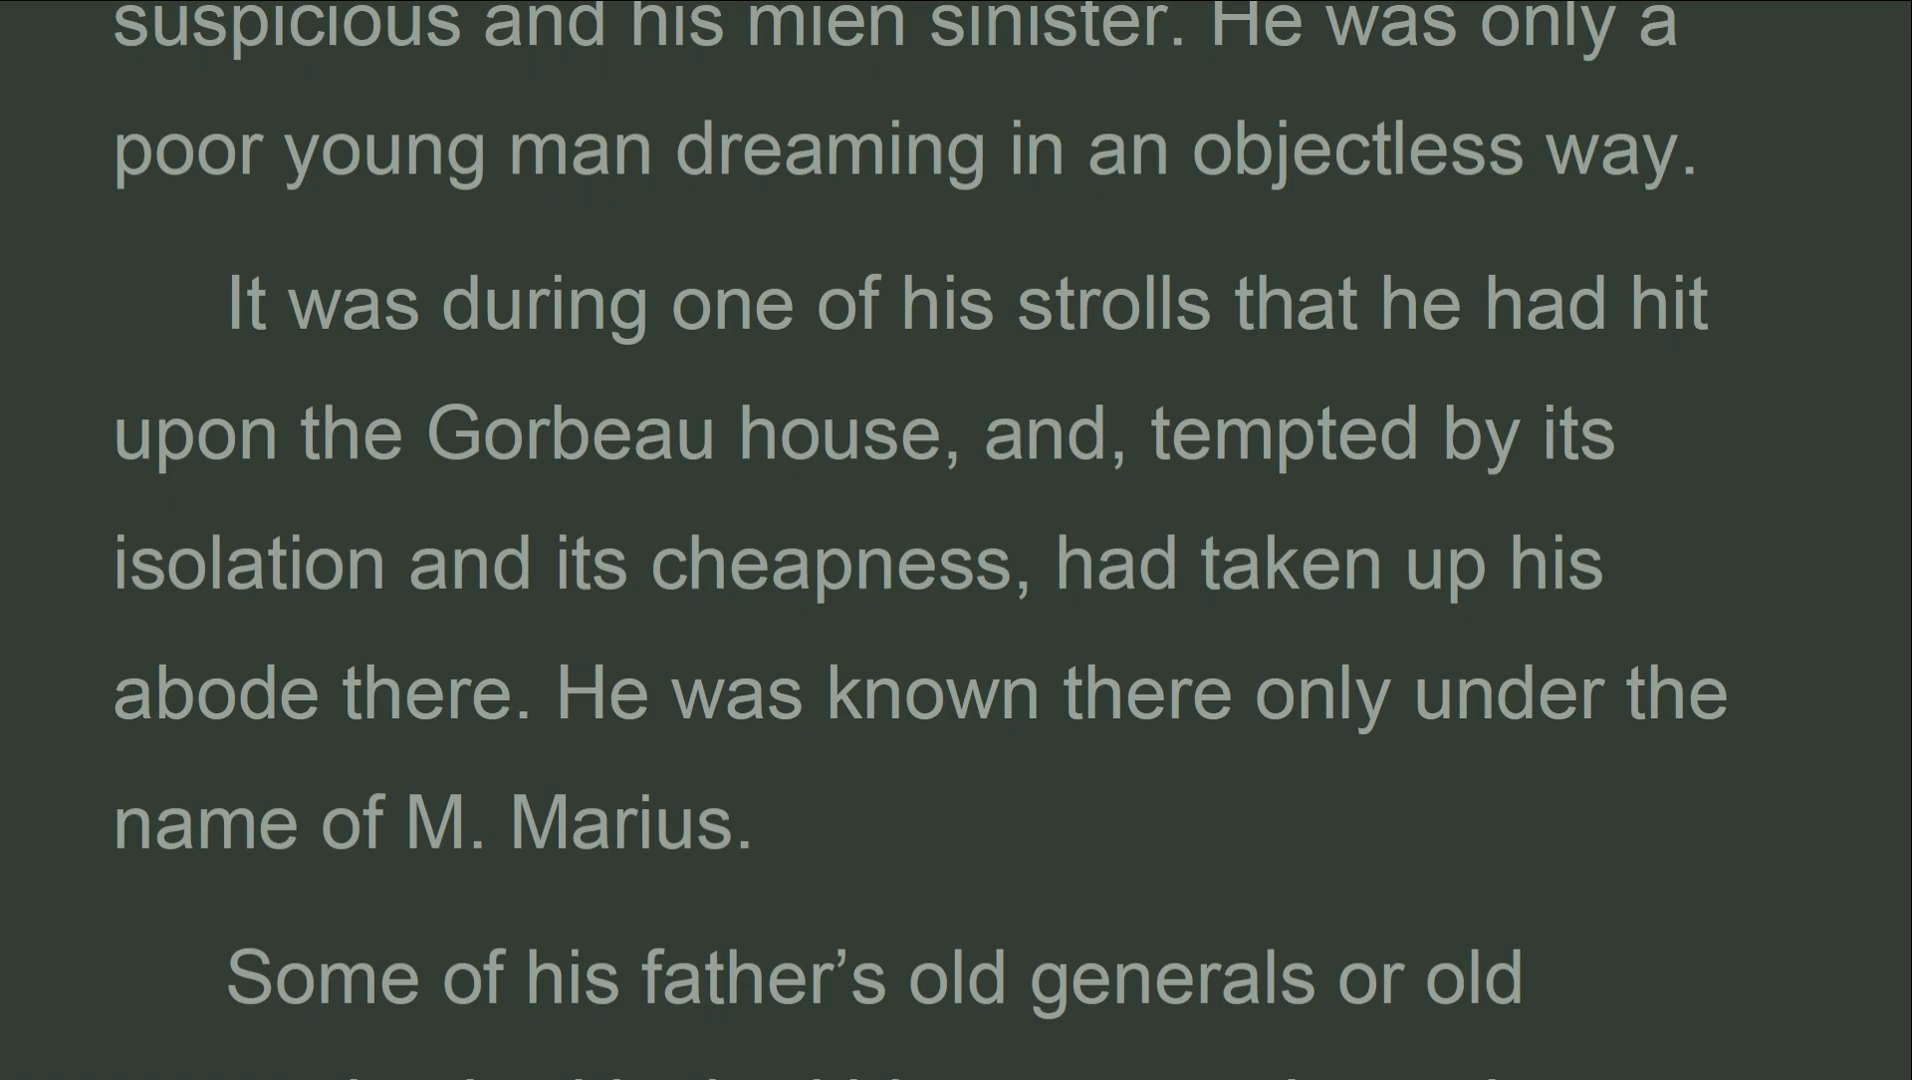 suspicious and his mien sinister. He was only a
poor young man dreaming in an objectless way.
It was during one of his strolls that he had hit
upon the Gorbeau house, and, tempted by its
isolation and its cheapness, had taken up his
abode there. He was known there only under the
name of M. Marius.
Some of his father’s old generals or old